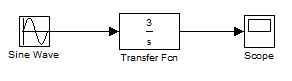 3
s
Sine Wave
Transfer Fcn
Scope